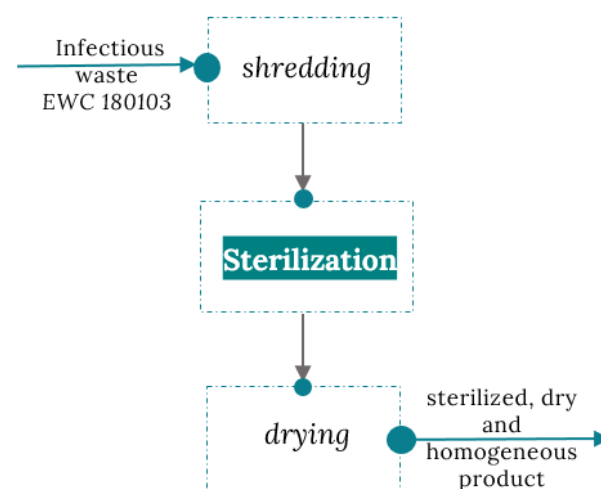 Infectious
waste
EWC 180103
shredding
Sterilization
drying
sterilized, dry
and
homogeneous
product